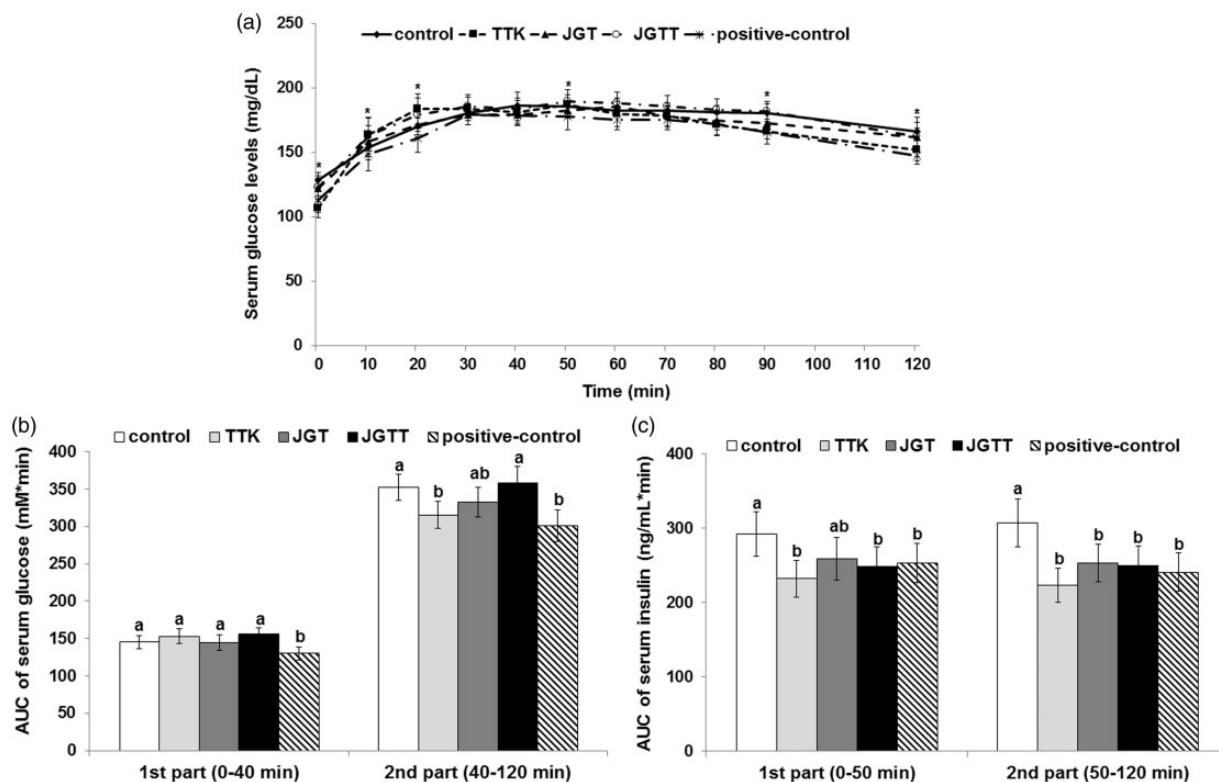 (a)
control TTK JGT JGTT positive-control
Serum glucose levels (mg/dL)
250
200
150
100
50
0
* * * * * *
0 10 20 30 40 50 60 70 80 90 100 110 120
Time (min)
(b)
control TTK JGT JGTT positive-control
AUC of serum glucose (mM*min)
400
350
300
250
200
150
100
50
0
a a a a b
a b ab a b
1st part (0-40 min) 2nd part (40-120 min)
(c)
control TTK JGT JGTT positive-control
AUC of serum insulin (ng/mL*min)
400
300
200
100
0
a b ab b b
a b b b b
1st part (0-50 min) 2nd part (50-120 min)